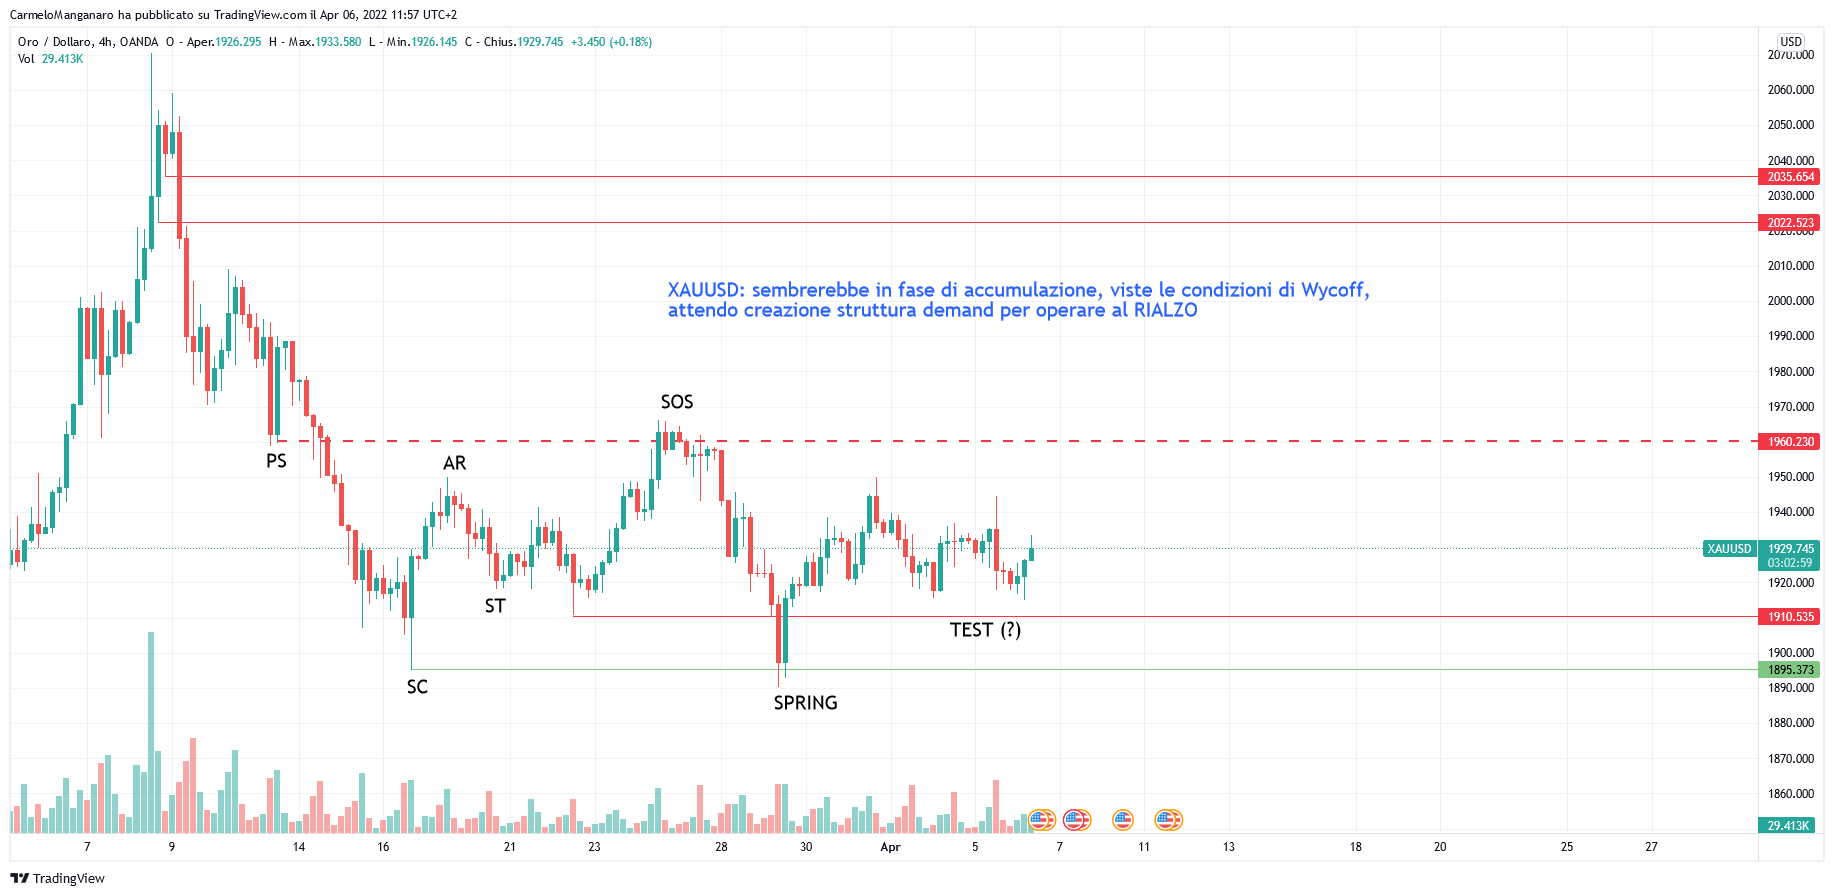 CarmeloManganaro ha pubblicato su TradingView.com il Apr 06, 2022 11:57 UTC+2
Oro / Dollaro, 4h, OANDA O - Aper.1926.295 H - Max.1933.580 L - Min.1926.145 C - Chius.1929.745 +3.450 (+0.18%)
Vol 29.413K
USD
2070.000
2060.000
2050.000
2040.000
2035.654
2030.000
2022.523
2020.000
2010.000
2000.000
1990.000
1980.000
1970.000
1960.230
1950.000
1940.000
XAUUSD 1929.745
03:02:59
1920.000
1910.535
1900.000
1895.373
1890.000
1880.000
1870.000
1860.000
29.413K
XAUUSD: sembrerebbe in fase di accumulazione, viste le condizioni di Wycoff,
attendo creazione struttura demand per operare al RIALZO
SOS
PS
AR
ST
TEST (?)
SC
SPRING
7 9 14 16 21 23 28 30 Apr 5 7 11 13 18 20 25 27
TradingView